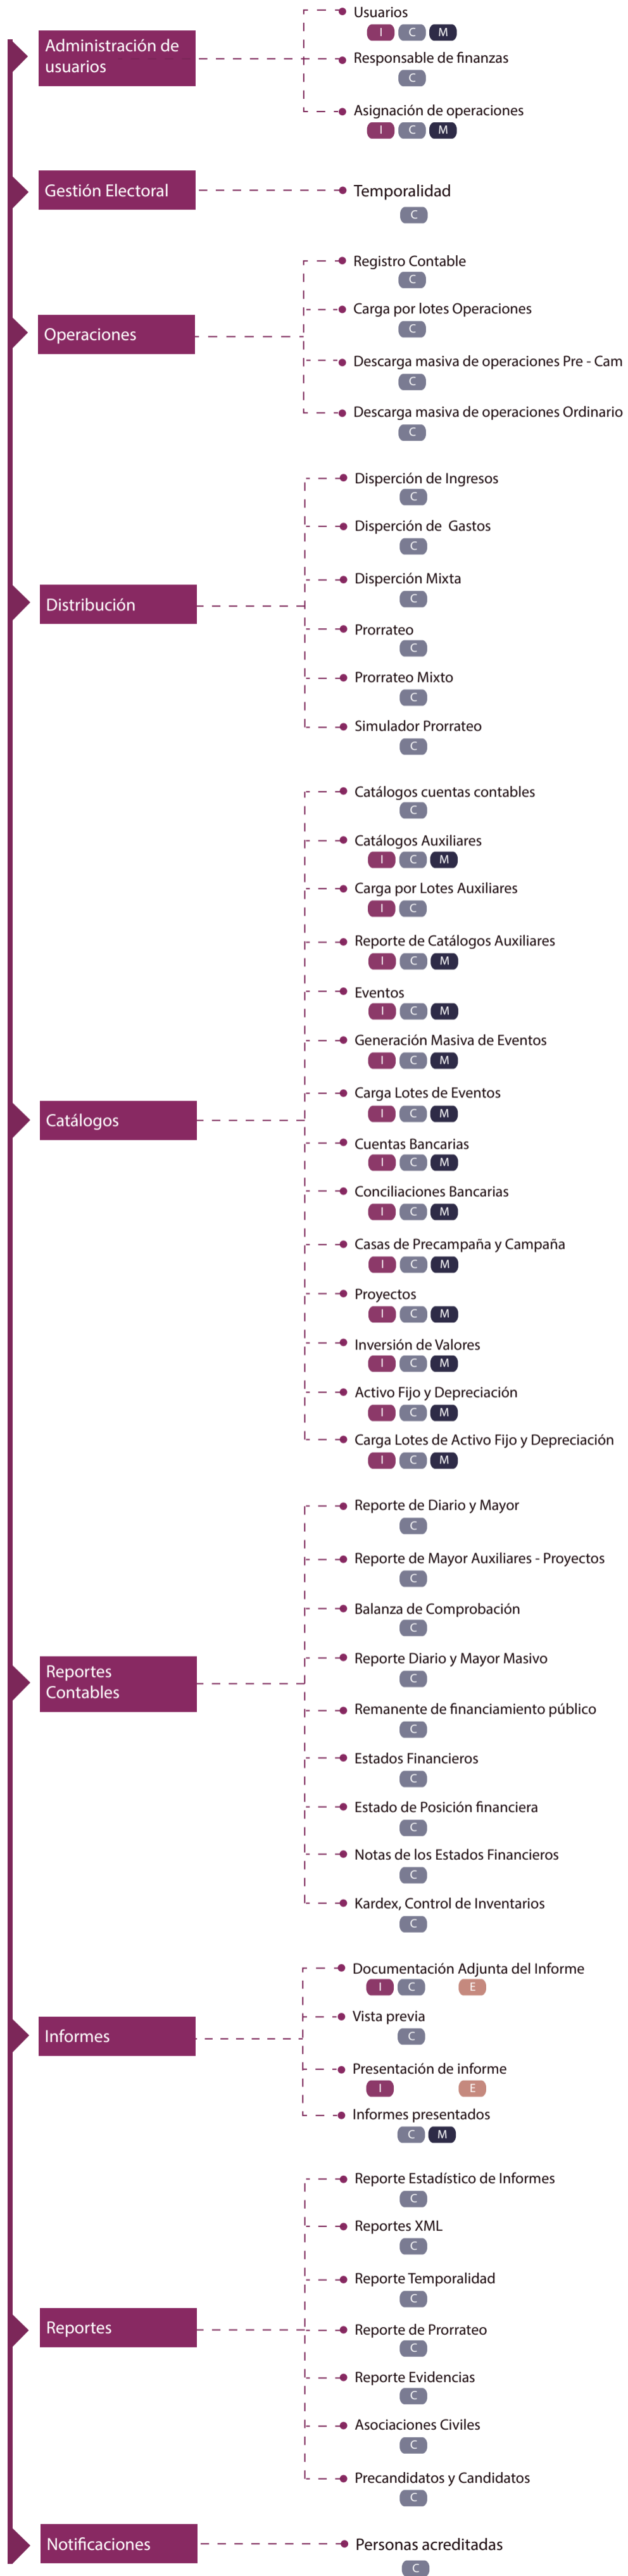 Administración de
usuarios
Usuarios
I C M
Responsable de finanzas
C
Asignación de operaciones
I C M
Gestión Electoral
Temporalidad
C
Operaciones
Registro Contable
C
Carga por lotes Operaciones
C
Descarga masiva de operaciones Pre - Cam
C
Descarga masiva de operaciones Ordinario
C
Distribución
Disperción de Ingresos
C
Disperción de Gastos
C
Disperción Mixta
C
Prorrateo
C
Prorrateo Mixto
C
Simulador Prorrateo
C
Catálogos
Catálogos cuentas contables
C
Catálogos Auxiliares
I C M
Carga por Lotes Auxiliares
I C
Reporte de Catálogos Auxiliares
I C M
Eventos
I C M
Generación Masiva de Eventos
I C M
Carga Lotes de Eventos
I C M
Cuentas Bancarias
I C M
Conciliaciones Bancarias
I C M
Casas de Precampaña y Campaña
I C M
Proyectos
I C M
Inversión de Valores
I C M
Activo Fijo y Depreciación
I C M
Carga Lotes de Activo Fijo y Depreciación
I C M
Reportes
Contables
Reporte de Diario y Mayor
C
Reporte de Mayor Auxiliares - Proyectos
C
Balanza de Comprobación
C
Reporte Diario y Mayor Masivo
C
Remanente de financiamiento público
C
Estados Financieros
C
Estado de Posición financiera
C
Notas de los Estados Financieros
C
Kardex, Control de Inventarios
C
Informes
Documentación Adjunta del Informe
I C E
Vista previa
C
Presentación de informe
I E
Informes presentados
C M
Reportes
Reporte Estadístico de Informes
C
Reportes XML
C
Reporte Temporalidad
C
Reporte de Prorrateo
C
Reporte Evidencias
C
Asociaciones Civiles
C
Precandidatos y Candidatos
C
Notificaciones
Personas acreditadas
C